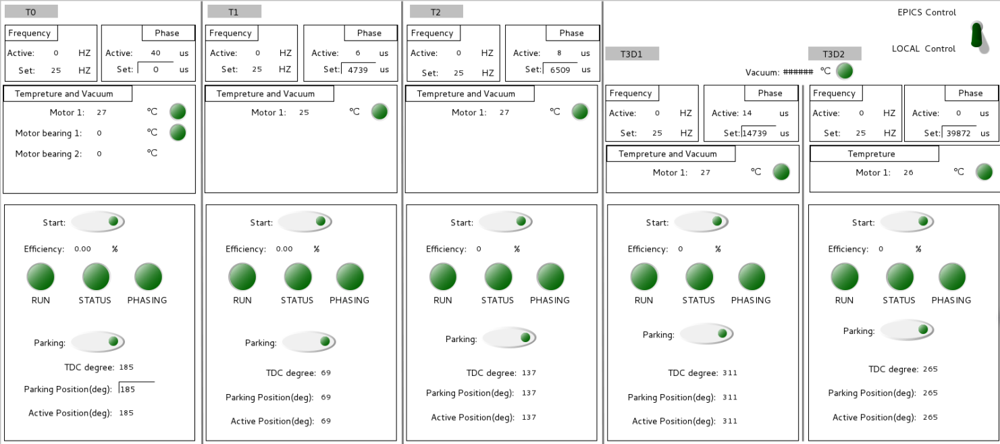 T0
Frequency
Active: 0 HZ
Set: 25 HZ
Phase
Active: 40 us
Set: 0 us
Tempreture and Vacuum
Motor 1: 27 °C
Motor bearing 1: 0 °C
Motor bearing 2: 0 °C
Start:
Efficiency: 0.00 %
RUN STATUS PHASING
Parking:
TDC degree: 185
Parking Position(deg): 185
Active Position(deg): 185
T1
Frequency
Active: 0 HZ
Set: 25 HZ
Phase
Active: 6 us
Set: 4739 us
Tempreture and Vacuum
Motor 1: 25 °C
Start:
Efficiency: 0.00 %
RUN STATUS PHASING
Parking:
TDC degree: 69
Parking Position(deg): 69
Active Position(deg): 69
T2
Frequency
Active: 0 HZ
Set: 25 HZ
Phase
Active: 8 us
Set: 6509 us
Tempreture and Vacuum
Motor 1: 27 °C
Start:
Efficiency: 0 %
RUN STATUS PHASING
Parking:
TDC degree: 137
Parking Position(deg): 137
Active Position(deg): 137
EPICS Control
LOCAL Control
Vacuum: ###### °C
T3D1
Frequency
Active: 0 HZ
Set: 25 HZ
Phase
Active: 14 us
Set: 14739 us
Tempreture and Vacuum
Motor 1: 27 °C
Start:
Efficiency: 0 %
RUN STATUS PHASING
Parking:
TDC degree: 311
Parking Position(deg): 311
Active Position(deg): 311
T3D2
Frequency
Active: 0 HZ
Set: 25 HZ
Phase
Active: 0 us
Set: 39872 us
Tempreture
Motor 1: 26 °C
Start:
Efficiency: 0 %
RUN STATUS PHASING
Parking:
TDC degree: 265
Parking Position(deg): 265
Active Position(deg): 265